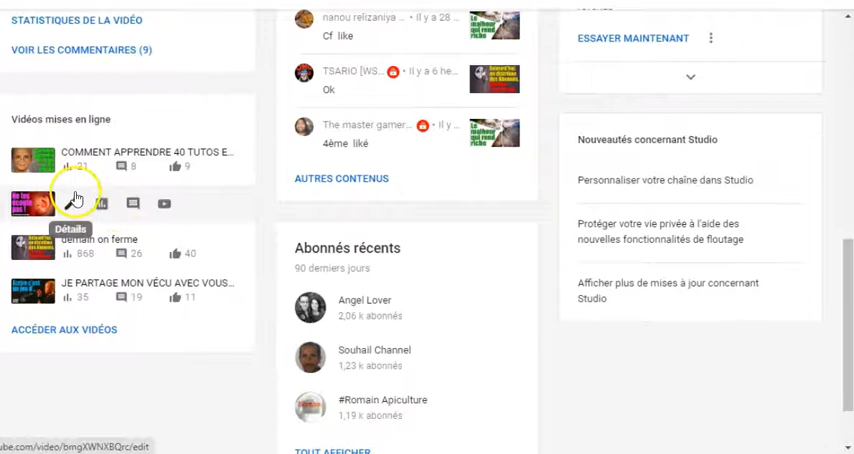 STATISTIQUES DE LA VIDÉO
VOIR LES COMMENTAIRES (9)
Vidéos mises en ligne
COMMENT APPRENDRE 40 TUTOS E...
21 8 9
Détails
demain on ferme
868 26 40
JE PARTAGE MON VÉCU AVEC VOUS...
35 19 11
ACCÉDER AUX VIDÉOS
nanou relizaniya ... • Il y a 28 ...
Cf like
TSARIO [WS... • Il y a 6 he...
Ok
The master gamer... • Il y ...
4ème liké
AUTRES CONTENUS
Abonnés récents
90 derniers jours
Angel Lover
2,06 k abonnés
Souhail Channel
1,23 k abonnés
#Romain Apiculture
1,19 k abonnés
TOUT AFFICHER
ESSAYER MAINTENANT
Nouveautés concernant Studio
Personnaliser votre chaîne dans Studio
Protéger votre vie privée à l'aide des
nouvelles fonctionnalités de floutage
Afficher plus de mises à jour concernant
Studio
ube.com/video/bmgXWNXBQrc/edit